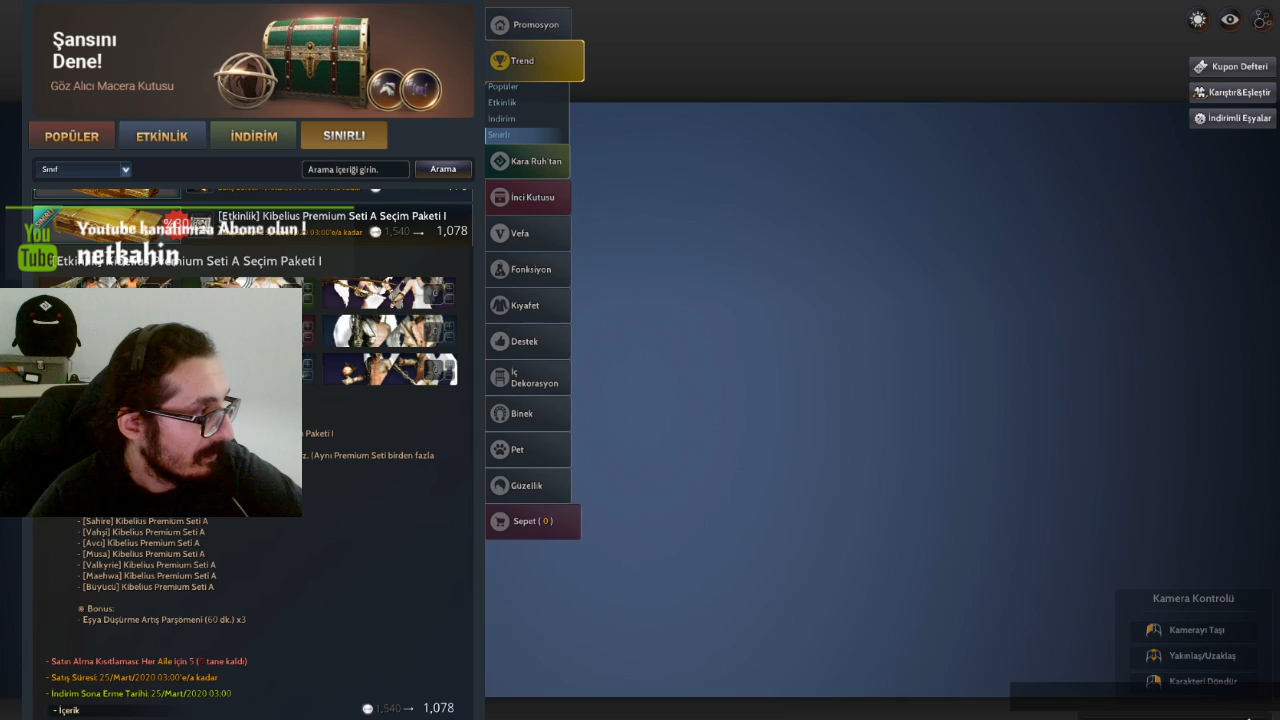 Şansını
Dene!
Göz Alıcı Macera Kutusu
POPÜLER
ETKİNLİK
İNDİRİM
SINIRLI
Sınıf
Arama içeriği girin.
Arama
[Etkinlik] Kibelius Premium Seti A Seçim Paketi I
03:00'e/a kadar
1,540 → 1,078
You
Tube
Youtube kanalımıza Abone olun!
netkahin
Premium Seti A Seçim Paketi I
Paketi I
z. (Aynı Premium Seti birden fazla
- [Sahire] Kibelius Premium Seti A
- [Vahşi] Kibelius Premium Seti A
- [Avcı] Kibelius Premium Seti A
- [Musa] Kibelius Premium Seti A
- [Valkyrie] Kibelius Premium Seti A
- [Maehwa] Kibelius Premium Seti A
- [Büyücü] Kibelius Premium Seti A
※ Bonus:
- Eşya Düşürme Artış Parşömeni (60 dk.) x3
- Satın Alma Kısıtlaması: Her Aile için 5 ( tane kaldı)
- Satış Süresi: 25/Mart/2020 03:00'e/a kadar
- İndirim Sona Erme Tarihi: 25/Mart/2020 03:00
- İçerik
1,540 → 1,078
Promosyon
Trend
Popüler
Etkinlik
İndirim
Sınırlı
Kara Ruh'tan
İnci Kutusu
Vefa
Fonksiyon
Kıyafet
Destek
İç
Dekorasyon
Binek
Pet
Güzellik
Sepet ( 0 )
Kupon Defteri
Karıştır&Eşleştir
İndirimli Eşyalar
Kamera Kontrolü
Kamerayı Taşı
Yakınlaş/Uzaklaş
Karakteri Döndür